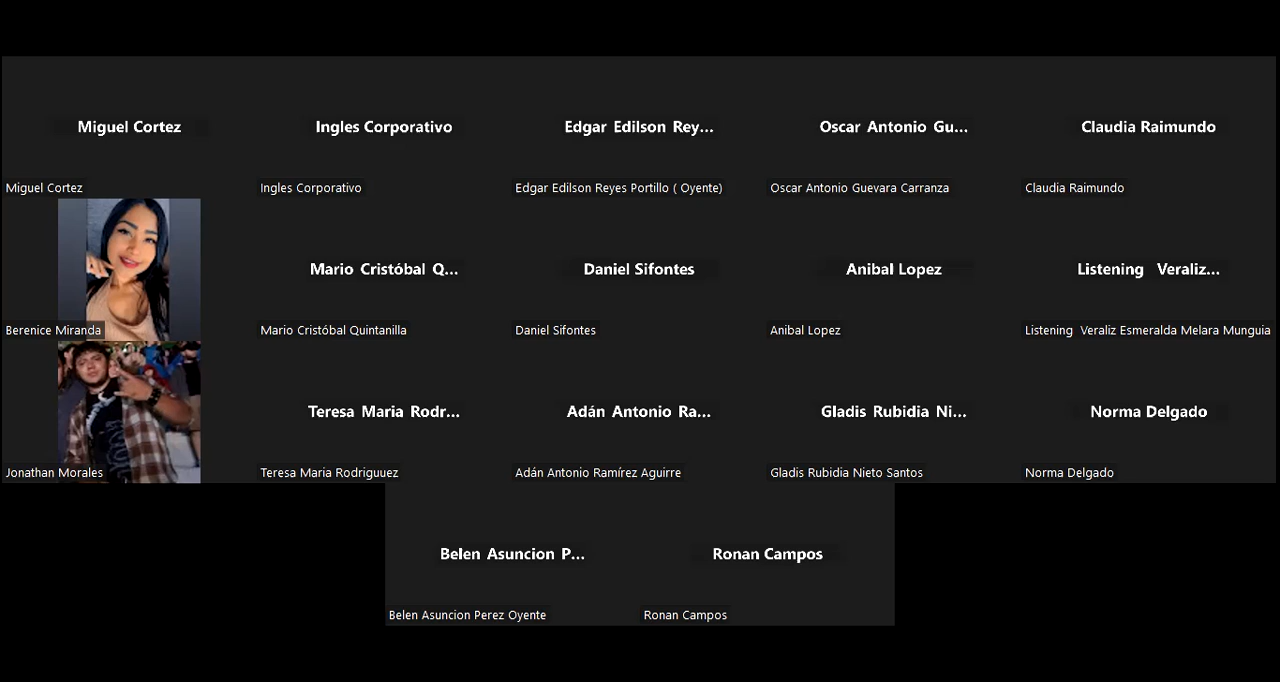 Miguel Cortez
Ingles Corporativo
Edgar Edilson Rey...
Oscar Antonio Gu...
Claudia Raimundo
Miguel Cortez
Ingles Corporativo
Edgar Edilson Reyes Portillo ( Oyente)
Oscar Antonio Guevara Carranza
Claudia Raimundo
Mario Cristóbal Q...
Daniel Sifontes
Anibal Lopez
Listening Veraliz...
Berenice Miranda
Mario Cristóbal Quintanilla
Daniel Sifontes
Anibal Lopez
Listening Veraliz Esmeralda Melara Munguia
Teresa Maria Rodr...
Adán Antonio Ra...
Gladis Rubidia Ni...
Norma Delgado
Jonathan Morales
Teresa Maria Rodriguuez
Adán Antonio Ramírez Aguirre
Gladis Rubidia Nieto Santos
Norma Delgado
Belen Asuncion P...
Ronan Campos
Belen Asuncion Perez Oyente
Ronan Campos